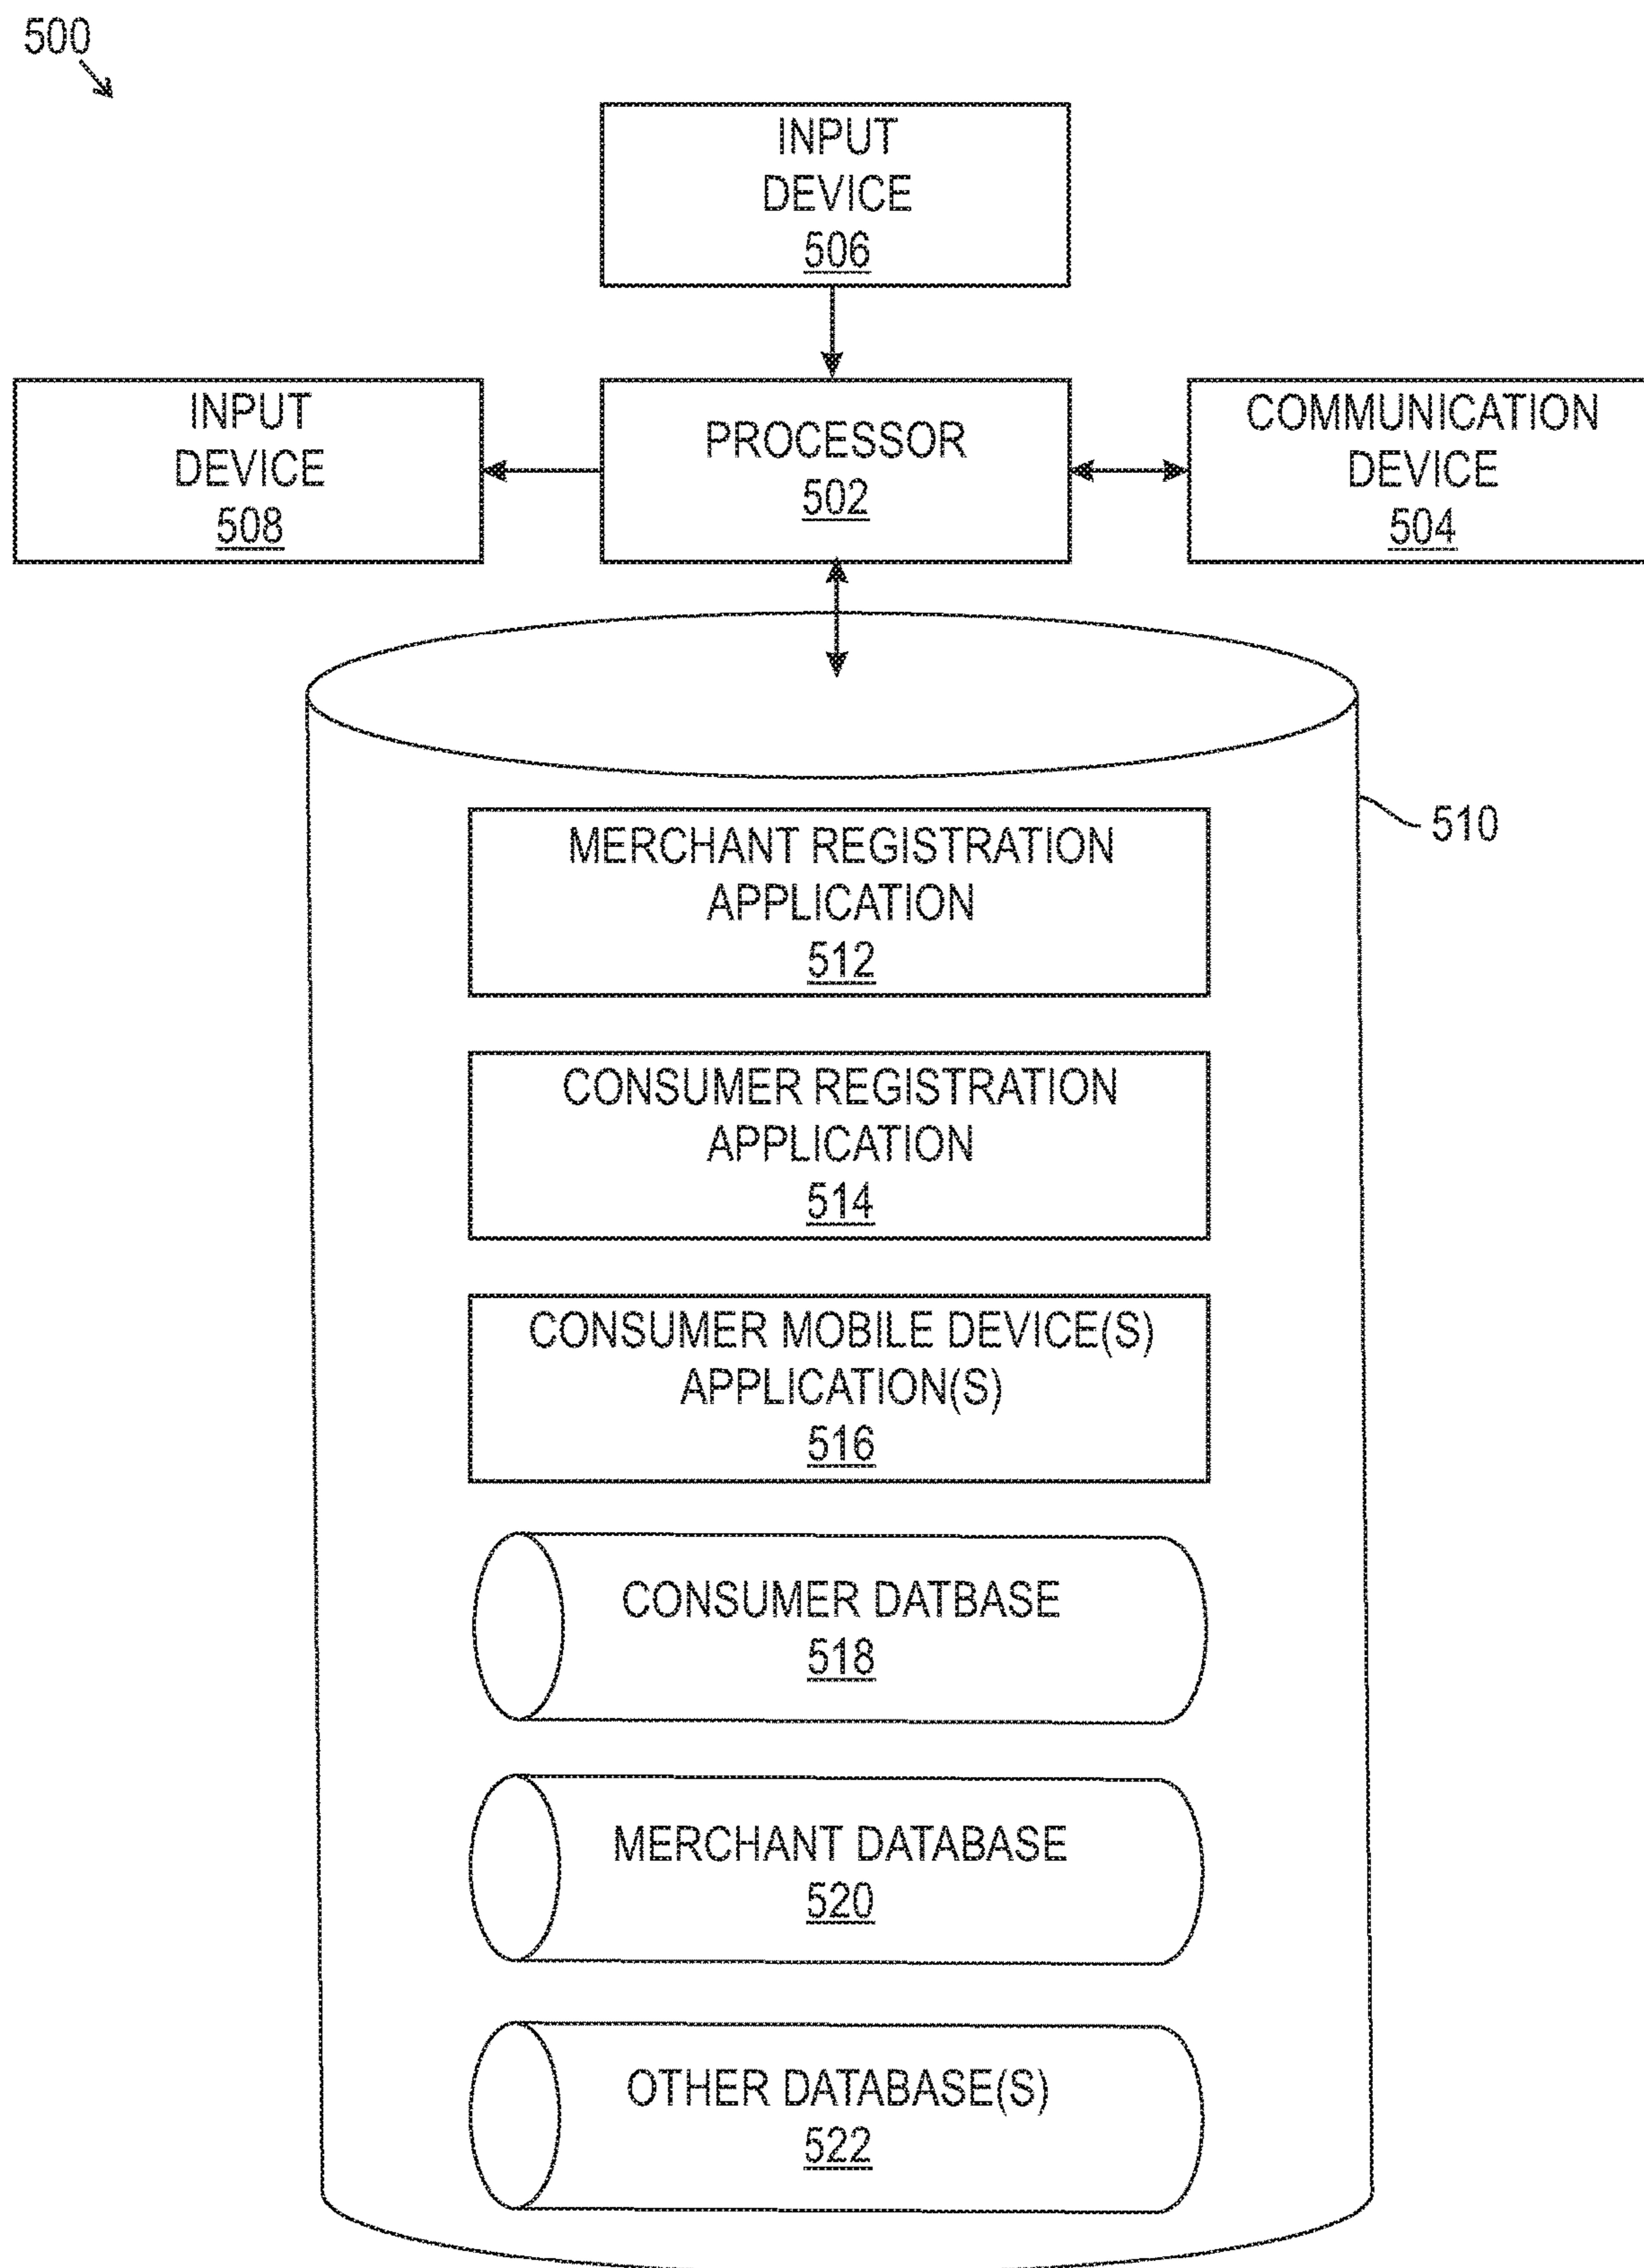 500
INPUT
DEVICE
506
INPUT
DEVICE
508
PROCESSOR
502
COMMUNICATION
DEVICE
504
510
MERCHANT REGISTRATION
APPLICATION
512
CONSUMER REGISTRATION
APPLICATION
514
CONSUMER MOBILE DEVICE(S)
APPLICATION(S)
516
CONSUMER DATBASE
518
MERCHANT DATABASE
520
OTHER DATABASE(S)
522